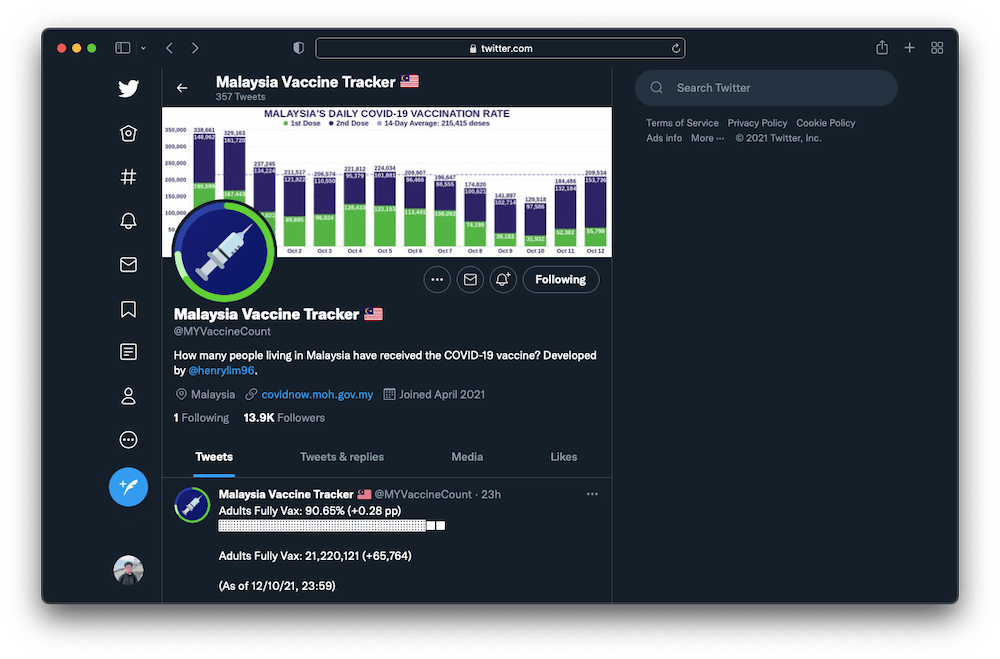 twitter.com
Malaysia Vaccine Tracker 🇲🇾
357 Tweets
Search Twitter
Terms of Service Privacy Policy Cookie Policy
Ads info More ··· © 2021 Twitter, Inc.
MALAYSIA'S DAILY COVID-19 VACCINATION RATE
1st Dose 2nd Dose 14-Day Average: 215,415 doses
350,000
300,000
250,000
200,000
150,000
100,000
338,661
329,163
161,720
190,599
167,443
237,245
134,224
211,517
121,822
89,695
206,574
110,550
96,024
221,812
95,379
126,433
224,034
101,881
122,153
209,907
96,466
113,441
196,647
88,555
108,092
174,820
100,621
74,199
141,897
102,714
39,183
129,518
97,586
31,932
184,486
132,184
52,302
209,534
153,736
55,798
Oct 2 Oct 3 Oct 4 Oct 5 Oct 6 Oct 7 Oct 8 Oct 9 Oct 10 Oct 11 Oct 12
Following
Malaysia Vaccine Tracker 🇲🇾
@MYVaccineCount
How many people living in Malaysia have received the COVID-19 vaccine? Developed
by @henrylim96.
Malaysia covidnow.moh.gov.my Joined April 2021
1 Following 13.9K Followers
Tweets Tweets & replies Media Likes
Malaysia Vaccine Tracker 🇲🇾 @MYVaccineCount · 23h
Adults Fully Vax: 90.65% (+0.28 pp)
Adults Fully Vax: 21,220,121 (+65,764)
(As of 12/10/21, 23:59)